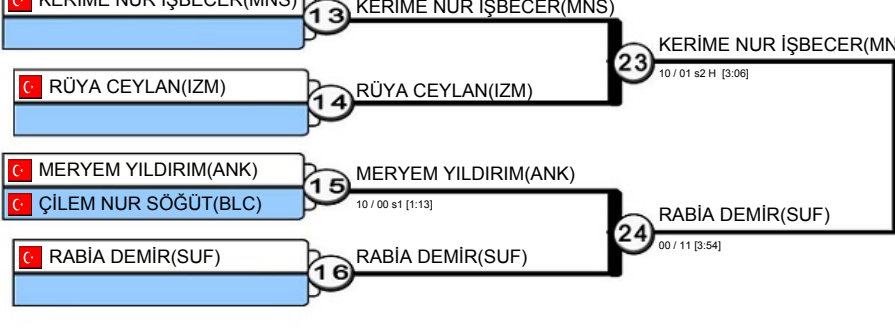 KERİME NUR İŞBECER(MNS)
13
KERİME NUR İŞBECER(MNS)
RÜYA CEYLAN(IZM)
14
RÜYA CEYLAN(IZM)
23
KERİME NUR İŞBECER(MN
10 / 01 s2 H [3:06]
MERYEM YILDIRIM(ANK)
ÇİLEM NUR SÖĞÜT(BLC)
15
MERYEM YILDIRIM(ANK)
10 / 00 s1 [1:13]
RABİA DEMİR(SUF)
16
RABİA DEMİR(SUF)
24
RABİA DEMİR(SUF)
00 / 11 [3:54]